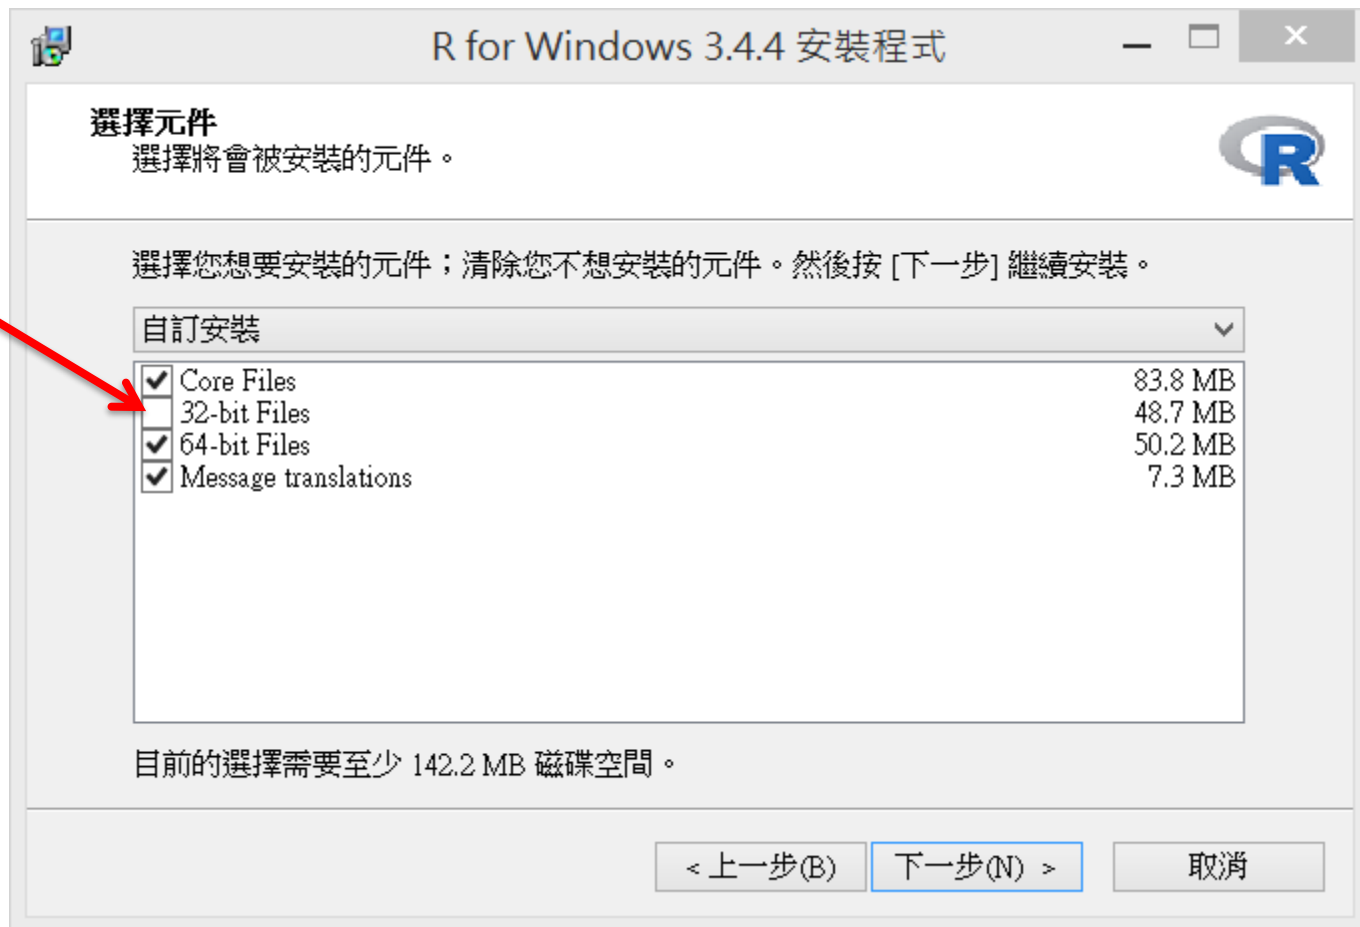 R for Windows 3.4.4 安裝程式
選擇元件
選擇將會被安裝的元件。
R
選擇您想要安裝的元件；清除您不想安裝的元件。然後按 [下一步] 繼續安裝。
自訂安裝
Core Files 83.8 MB
32-bit Files 48.7 MB
64-bit Files 50.2 MB
Message translations 7.3 MB
目前的選擇需要至少 142.2 MB 磁碟空間。
< 上一步(B) 下一步(N) > 取消